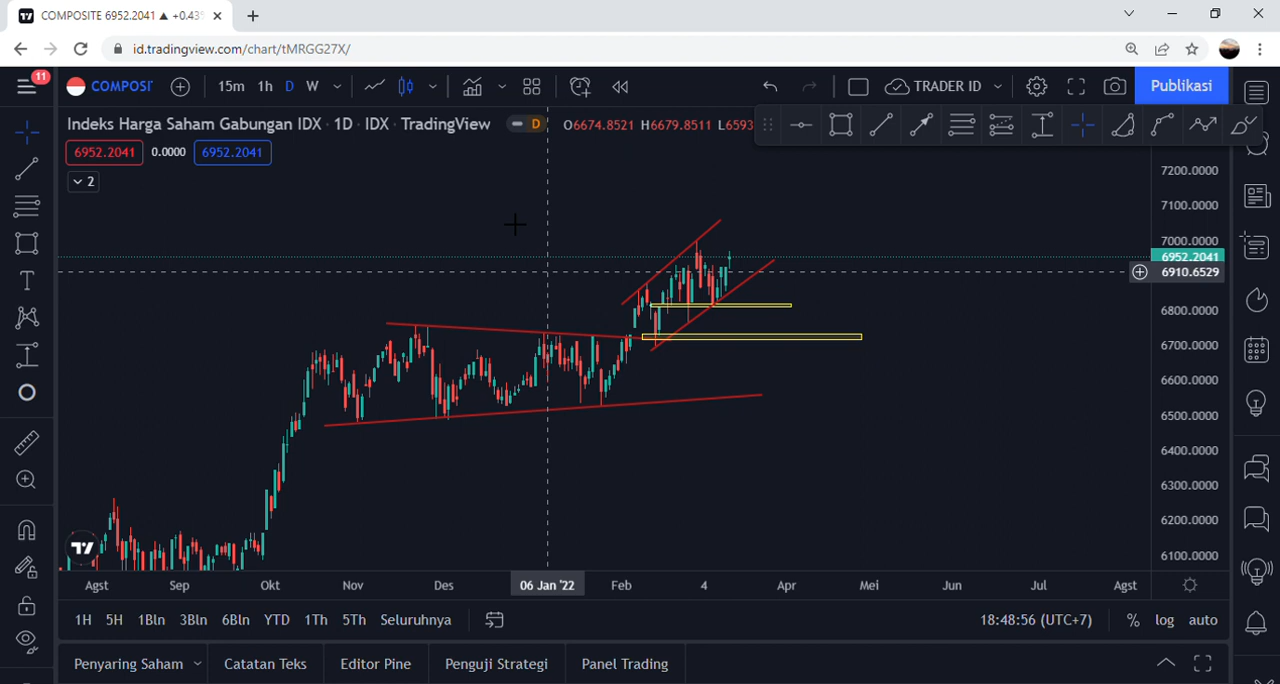 COMPOSITE 6952.2041 ▲ +0.43
id.tradingview.com/chart/tMRGG27X/
11 COMPOSI 15m 1h D W TRADER ID Publikasi
Indeks Harga Saham Gabungan IDX · 1D · IDX · TradingView D O6674.8521 H6679.8511 L6593
6952.2041 0.0000 6952.2041
2
7200.0000
7100.0000
7000.0000
6952.2041
6910.6529
6800.0000
6700.0000
6600.0000
6500.0000
6400.0000
6300.0000
6200.0000
6100.0000
Agst Sep Okt Nov Des 06 Jan '22 Feb 4 Apr Mei Jun Jul Agst
1H 5H 1Bln 3Bln 6Bln YTD 1Th 5Th Seluruhnya 18:48:56 (UTC+7) % log auto
Penyaring Saham Catatan Teks Editor Pine Penguji Strategi Panel Trading